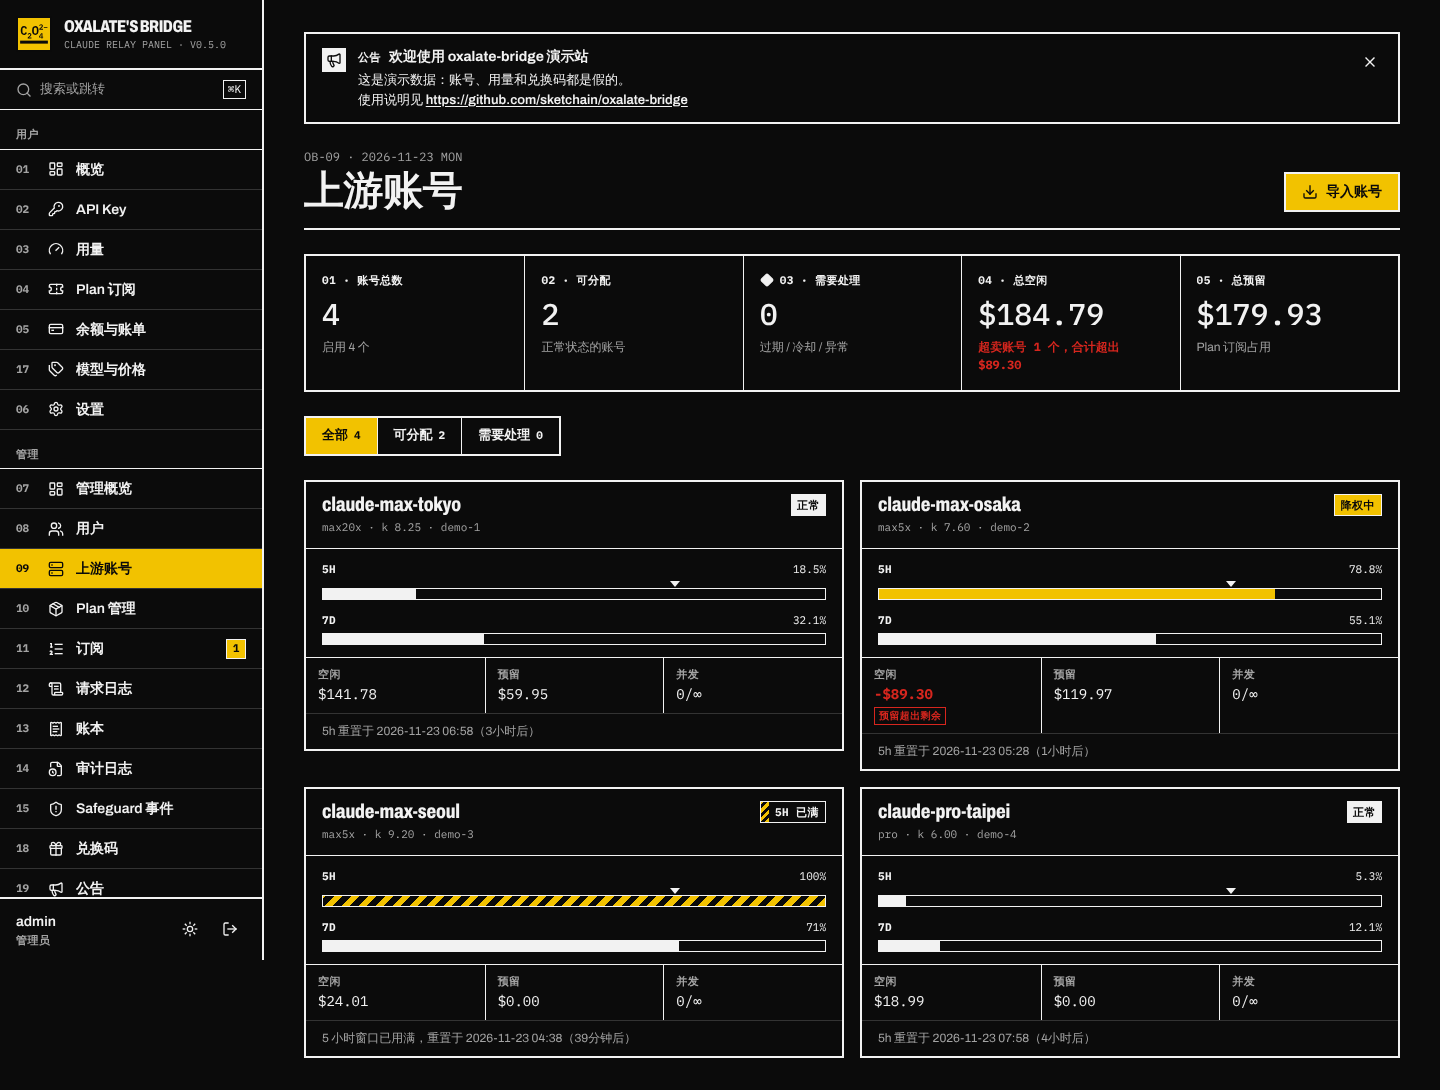 C₂O₄²⁻
OXALATE'S BRIDGE
CLAUDE RELAY PANEL · V0.5.0
搜索或跳转 ⌘K
用户
01 概览
02 API Key
03 用量
04 Plan 订阅
05 余额与账单
17 模型与价格
06 设置
管理
07 管理概览
08 用户
09 上游账号
10 Plan 管理
11 订阅 1
12 请求日志
13 账本
14 审计日志
15 Safeguard 事件
18 兑换码
19 公告
admin
管理员
公告 欢迎使用 oxalate-bridge 演示站
这是演示数据：账号、用量和兑换码都是假的。
使用说明见 https://github.com/sketchain/oxalate-bridge
OB-09 · 2026-11-23 MON
上游账号
导入账号
01 · 账号总数
4
启用 4 个
02 · 可分配
2
正常状态的账号
03 · 需要处理
0
过期 / 冷却 / 异常
04 · 总空闲
$184.79
超卖账号 1 个，合计超出
$89.30
05 · 总预留
$179.93
Plan 订阅占用
全部 4 可分配 2 需要处理 0
claude-max-tokyo 正常
max20x · k 8.25 · demo-1
5H 18.5%
7D 32.1%
空闲 预留 并发
$141.78 $59.95 0/∞
5h 重置于 2026-11-23 06:58（3小时后）
claude-max-osaka 降权中
max5x · k 7.60 · demo-2
5H 78.8%
7D 55.1%
空闲 预留 并发
-$89.30 $119.97 0/∞
预留超出剩余
5h 重置于 2026-11-23 05:28（1小时后）
claude-max-seoul 5H 已满
max5x · k 9.20 · demo-3
5H 100%
7D 71%
空闲 预留 并发
$24.01 $0.00 0/∞
5 小时窗口已用满，重置于 2026-11-23 04:38（39分钟后）
claude-pro-taipei 正常
pro · k 6.00 · demo-4
5H 5.3%
7D 12.1%
空闲 预留 并发
$18.99 $0.00 0/∞
5h 重置于 2026-11-23 07:58（4小时后）